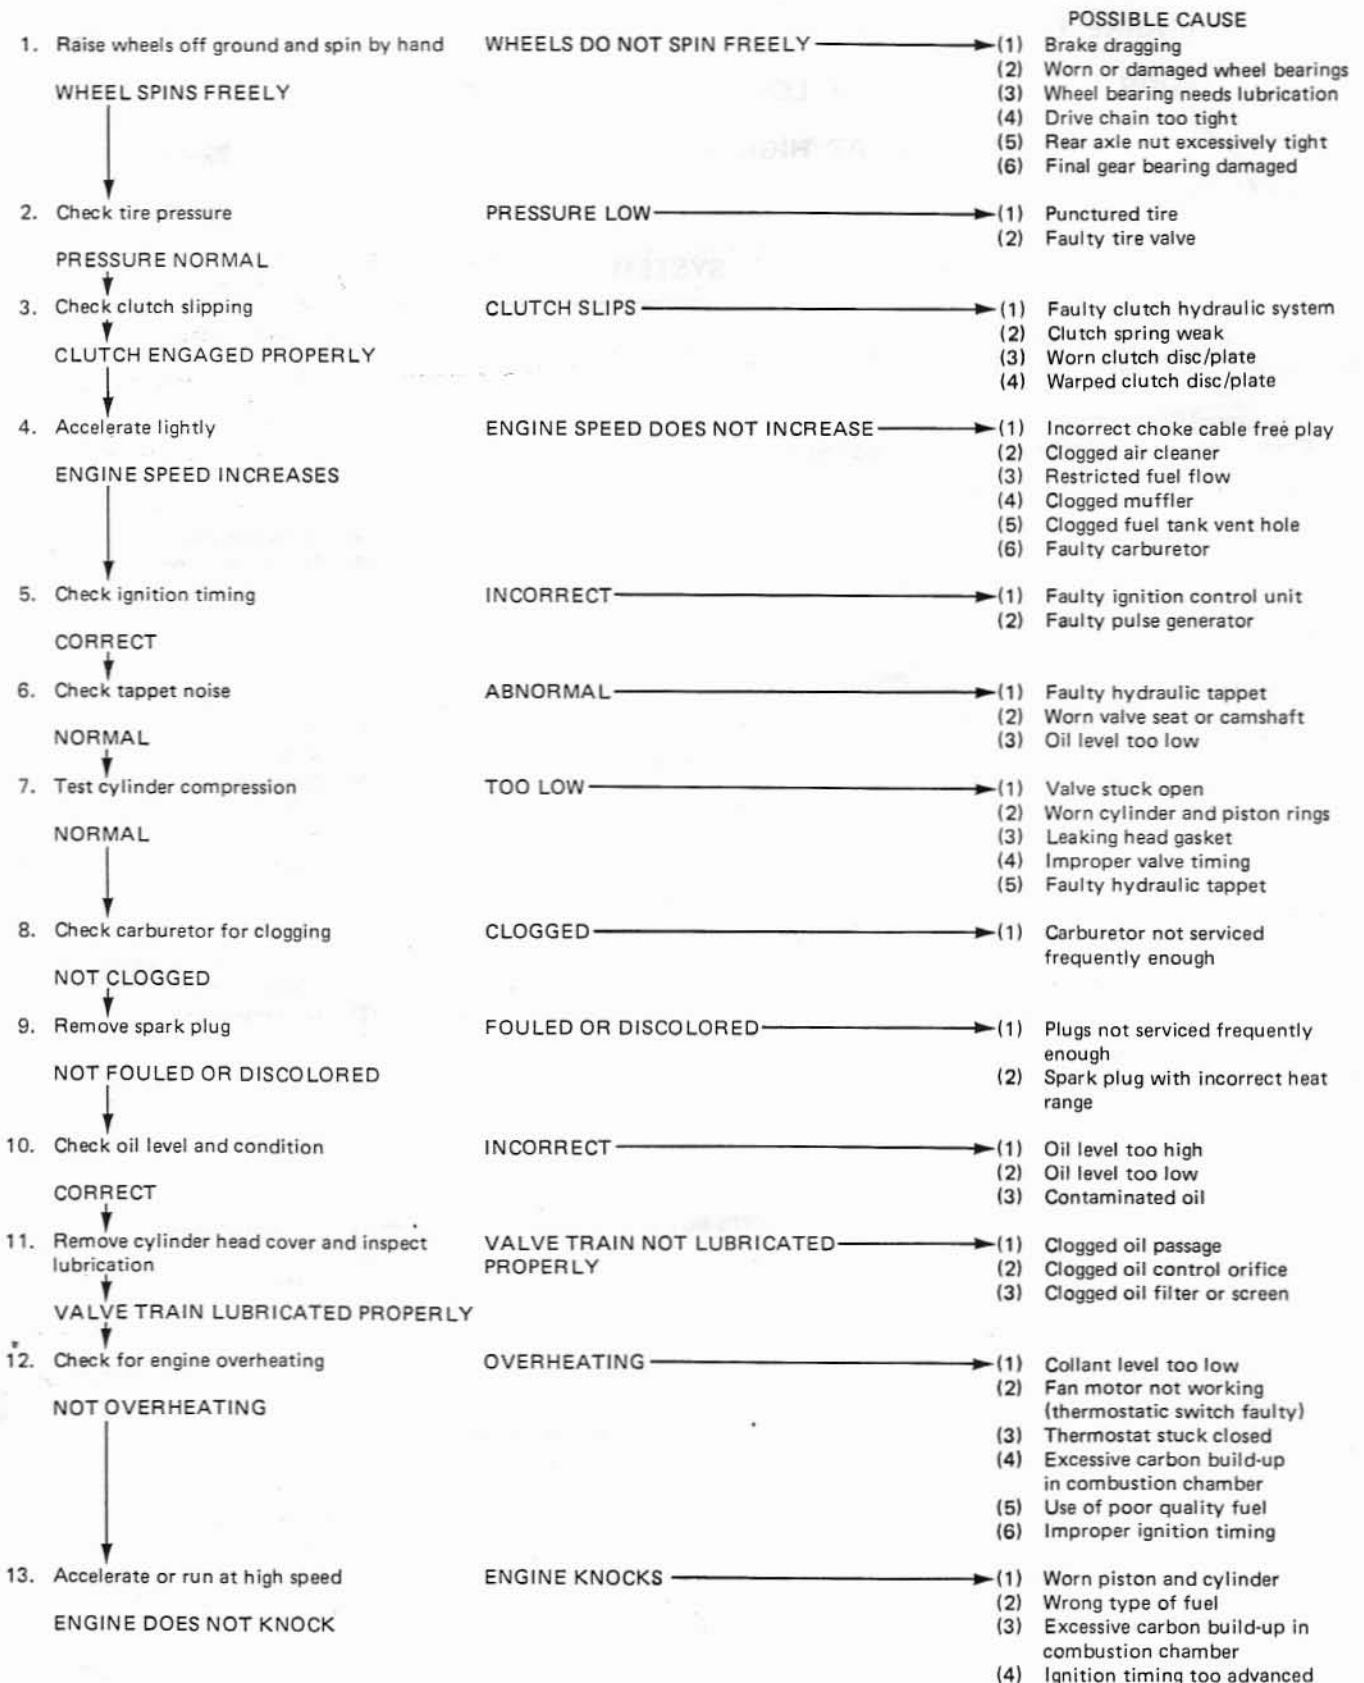 POSSIBLE CAUSE
1. Raise wheels off ground and spin by hand WHEELS DO NOT SPIN FREELY (1) Brake dragging
(2) Worn or damaged wheel bearings
WHEEL SPINS FREELY (3) Wheel bearing needs lubrication
(4) Drive chain too tight
(5) Rear axle nut excessively tight
(6) Final gear bearing damaged
2. Check tire pressure PRESSURE LOW (1) Punctured tire
(2) Faulty tire valve
PRESSURE NORMAL
3. Check clutch slipping CLUTCH SLIPS (1) Faulty clutch hydraulic system
(2) Clutch spring weak
CLUTCH ENGAGED PROPERLY (3) Worn clutch disc/plate
(4) Warped clutch disc/plate
4. Accelerate lightly ENGINE SPEED DOES NOT INCREASE (1) Incorrect choke cable free play
(2) Clogged air cleaner
ENGINE SPEED INCREASES (3) Restricted fuel flow
(4) Clogged muffler
(5) Clogged fuel tank vent hole
(6) Faulty carburetor
5. Check ignition timing INCORRECT (1) Faulty ignition control unit
(2) Faulty pulse generator
CORRECT
6. Check tappet noise ABNORMAL (1) Faulty hydraulic tappet
(2) Worn valve seat or camshaft
NORMAL (3) Oil level too low
7. Test cylinder compression TOO LOW (1) Valve stuck open
(2) Worn cylinder and piston rings
NORMAL (3) Leaking head gasket
(4) Improper valve timing
(5) Faulty hydraulic tappet
8. Check carburetor for clogging CLOGGED (1) Carburetor not serviced
frequently enough
NOT CLOGGED
9. Remove spark plug FOULED OR DISCOLORED (1) Plugs not serviced frequently
enough
NOT FOULED OR DISCOLORED (2) Spark plug with incorrect heat
range
10. Check oil level and condition INCORRECT (1) Oil level too high
(2) Oil level too low
CORRECT (3) Contaminated oil
11. Remove cylinder head cover and inspect VALVE TRAIN NOT LUBRICATED (1) Clogged oil passage
lubrication PROPERLY (2) Clogged oil control orifice
(3) Clogged oil filter or screen
VALVE TRAIN LUBRICATED PROPERLY
12. Check for engine overheating OVERHEATING (1) Collant level too low
(2) Fan motor not working
NOT OVERHEATING (thermostatic switch faulty)
(3) Thermostat stuck closed
(4) Excessive carbon build-up
in combustion chamber
(5) Use of poor quality fuel
(6) Improper ignition timing
13. Accelerate or run at high speed ENGINE KNOCKS (1) Worn piston and cylinder
(2) Wrong type of fuel
ENGINE DOES NOT KNOCK (3) Excessive carbon build-up in
combustion chamber
(4) Ignition timing too advanced